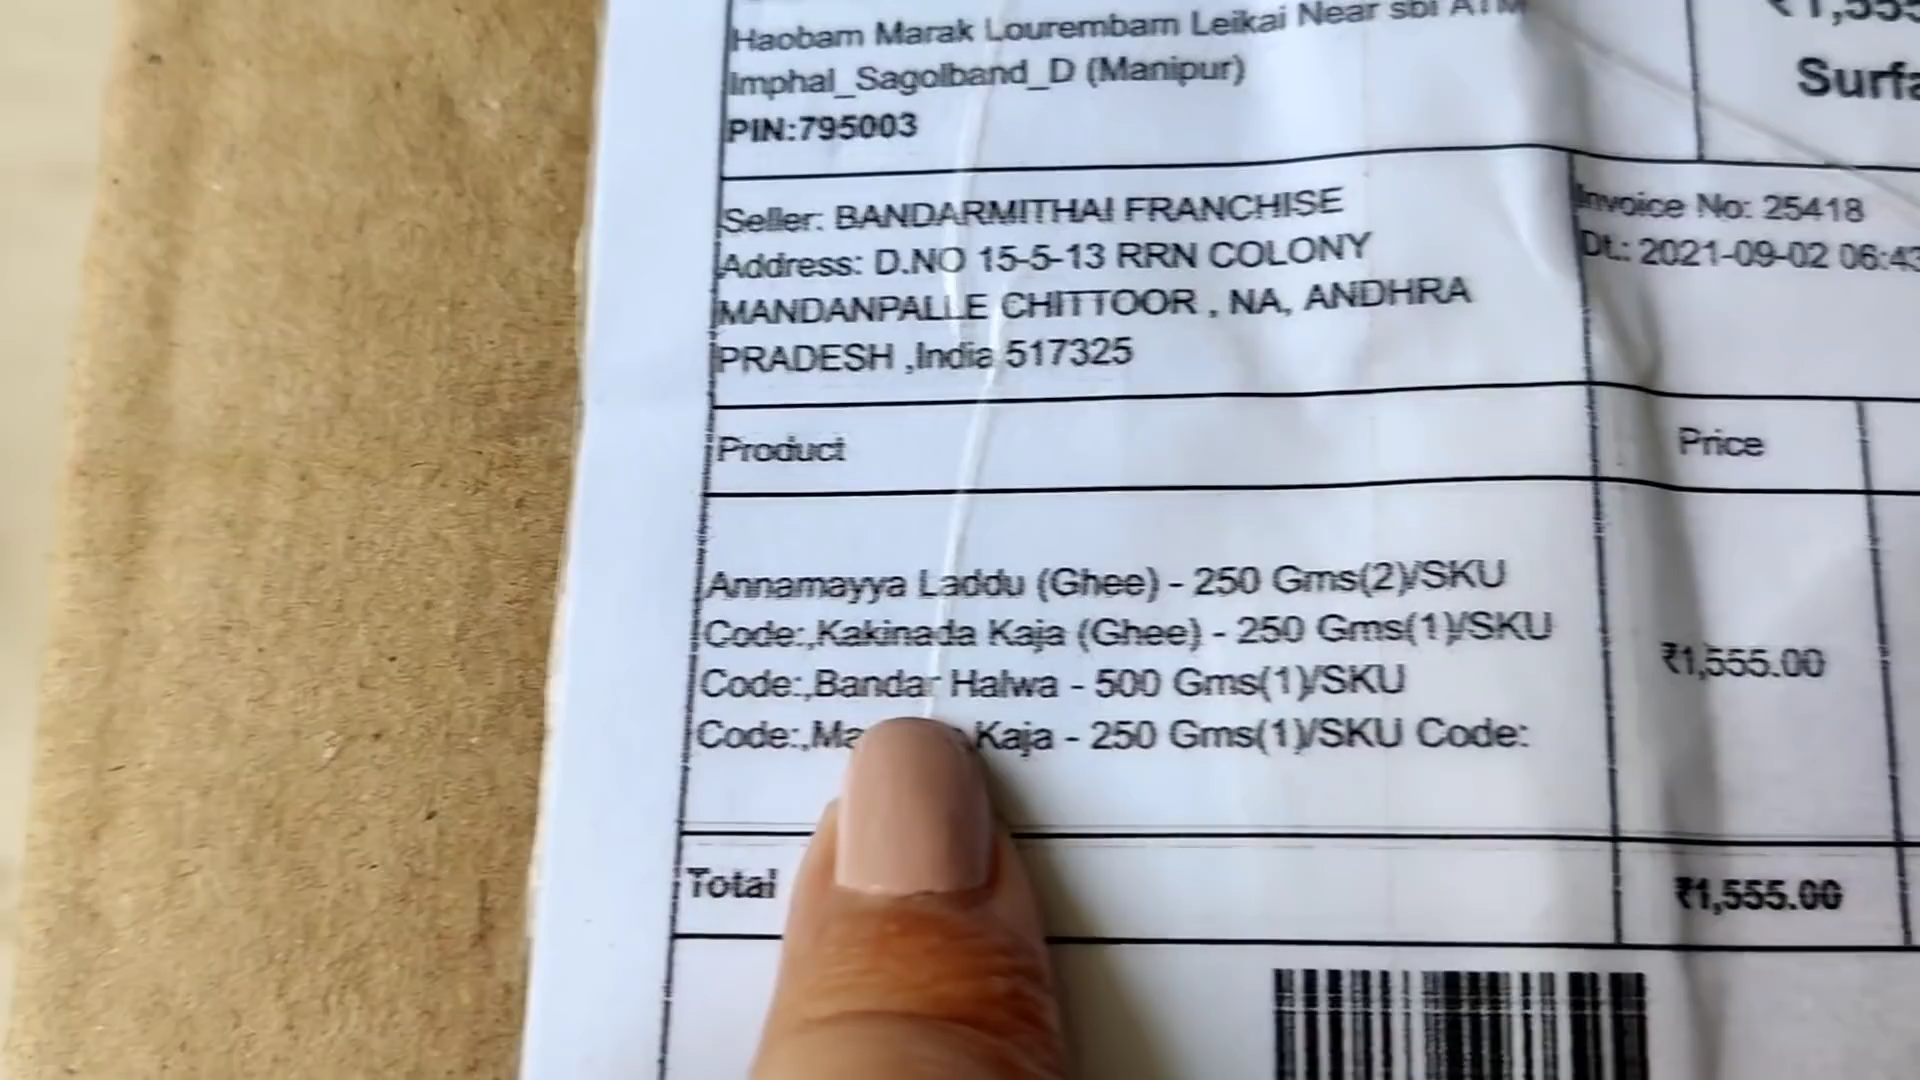 Haobam Marak Lourembam Leikai Near sbi ATM
Imphal_Sagolband_D (Manipur)
PIN:795003
Surfa
Seller: BANDARMITHAI FRANCHISE
Address: D.NO 15-5-13 RRN COLONY
MANDANPALLE CHITTOOR , NA, ANDHRA
PRADESH ,India 517325
Invoice No: 25418
Dt.: 2021-09-02 06:43
Product
Price
Annamayya Laddu (Ghee) - 250 Gms(2)/SKU
Code:,Kakinada Kaja (Ghee) - 250 Gms(1)/SKU
Code:,Bandar Halwa - 500 Gms(1)/SKU
Code:, Kaja - 250 Gms(1)/SKU Code:
₹1,555.00
Total
₹1,555.00